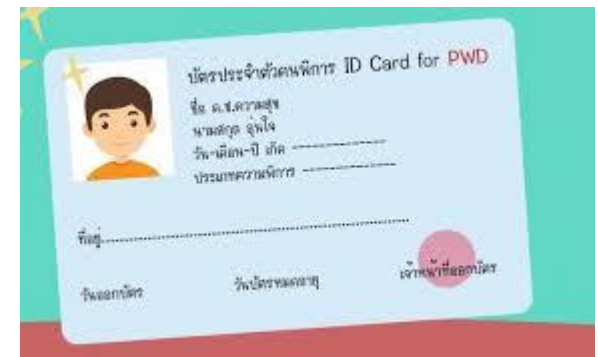 บัตรประจำตัวคนพิการ ID Card for PWD
ชื่อ ด.ช.ความสุข
นามสกุล อุ่นใจ
วัน-เดือน-ปี เกิด --------------------
ประเภทความพิการ --------------------
ที่อยู่................................................................
วันออกบัตร วันบัตรหมดอายุ เจ้าหน้าที่ออกบัตร